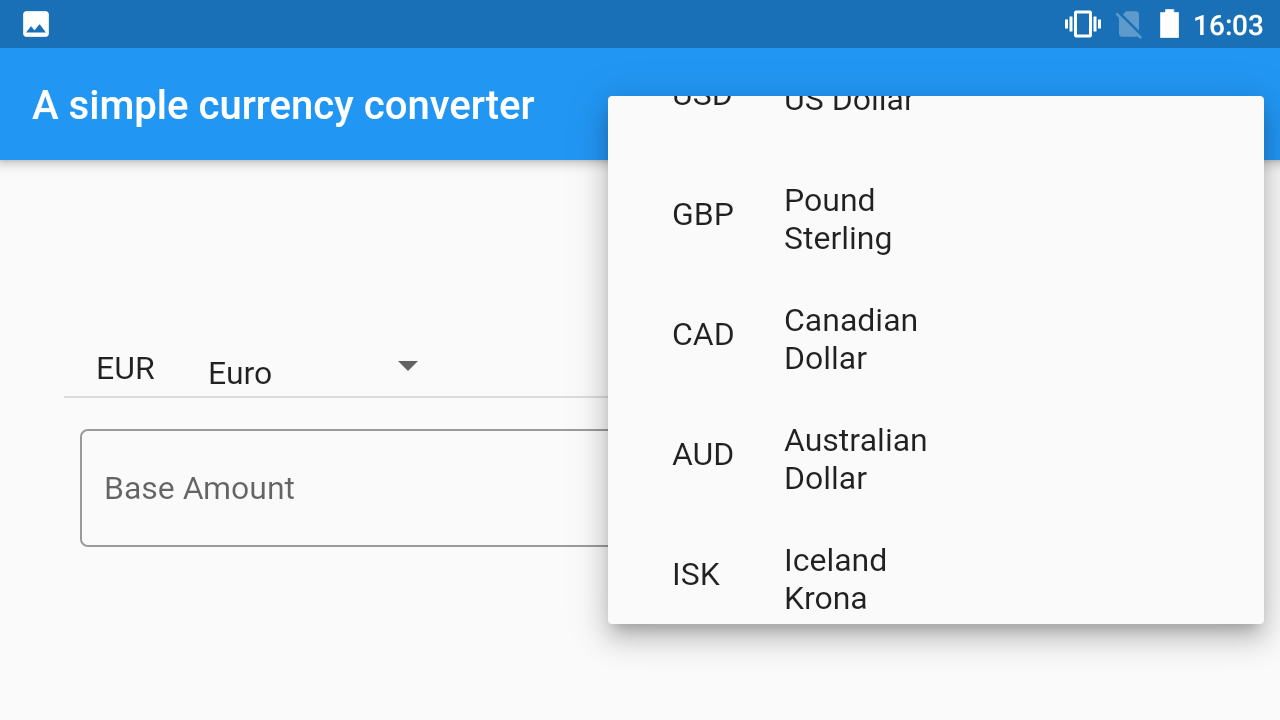 16:03
A simple currency converter
USD US Dollar
GBP Pound
Sterling
CAD Canadian
Dollar
AUD Australian
Dollar
ISK Iceland
Krona
EUR Euro
Base Amount